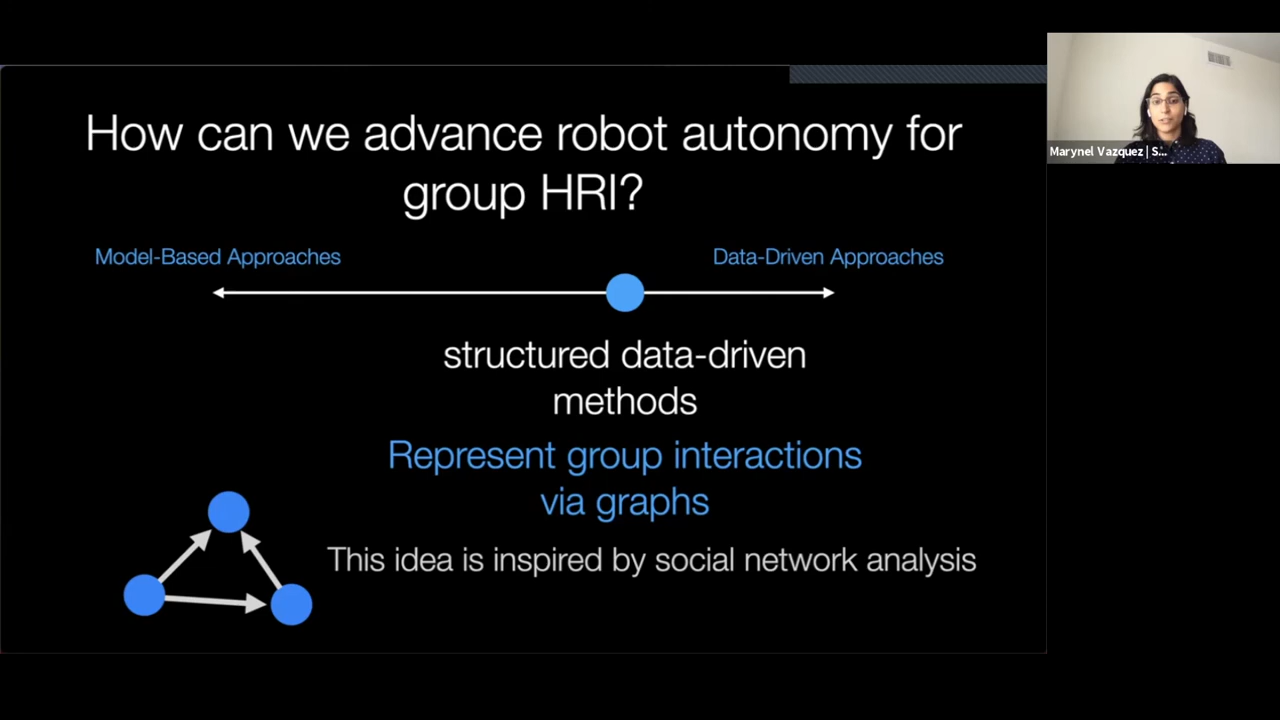 How can we advance robot autonomy for
group HRI?
Model-Based Approaches
Data-Driven Approaches
structured data-driven
methods
Represent group interactions
via graphs
This idea is inspired by social network analysis
Marynel Vazquez | S...